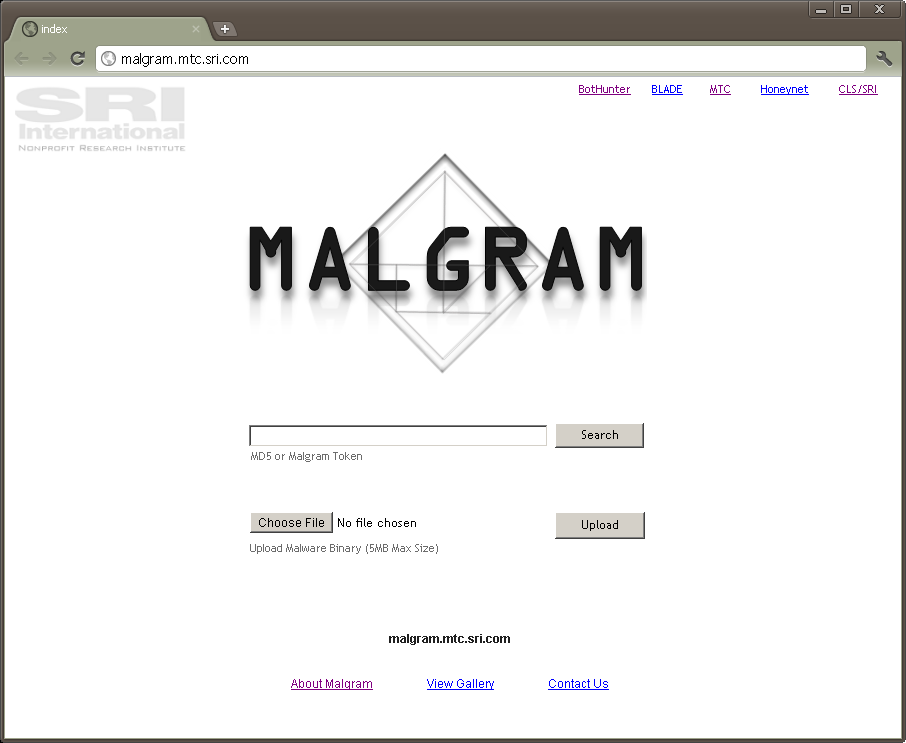 index
malgram.mtc.sri.com
SRI
International
NONPROFIT RESEARCH INSTITUTE
BotHunter BLADE MTC Honeynet CLS/SRI
MALGRAM
Search
MD5 or Malgram Token
Choose File No file chosen Upload
Upload Malware Binary (5MB Max Size)
malgram.mtc.sri.com
About Malgram View Gallery Contact Us